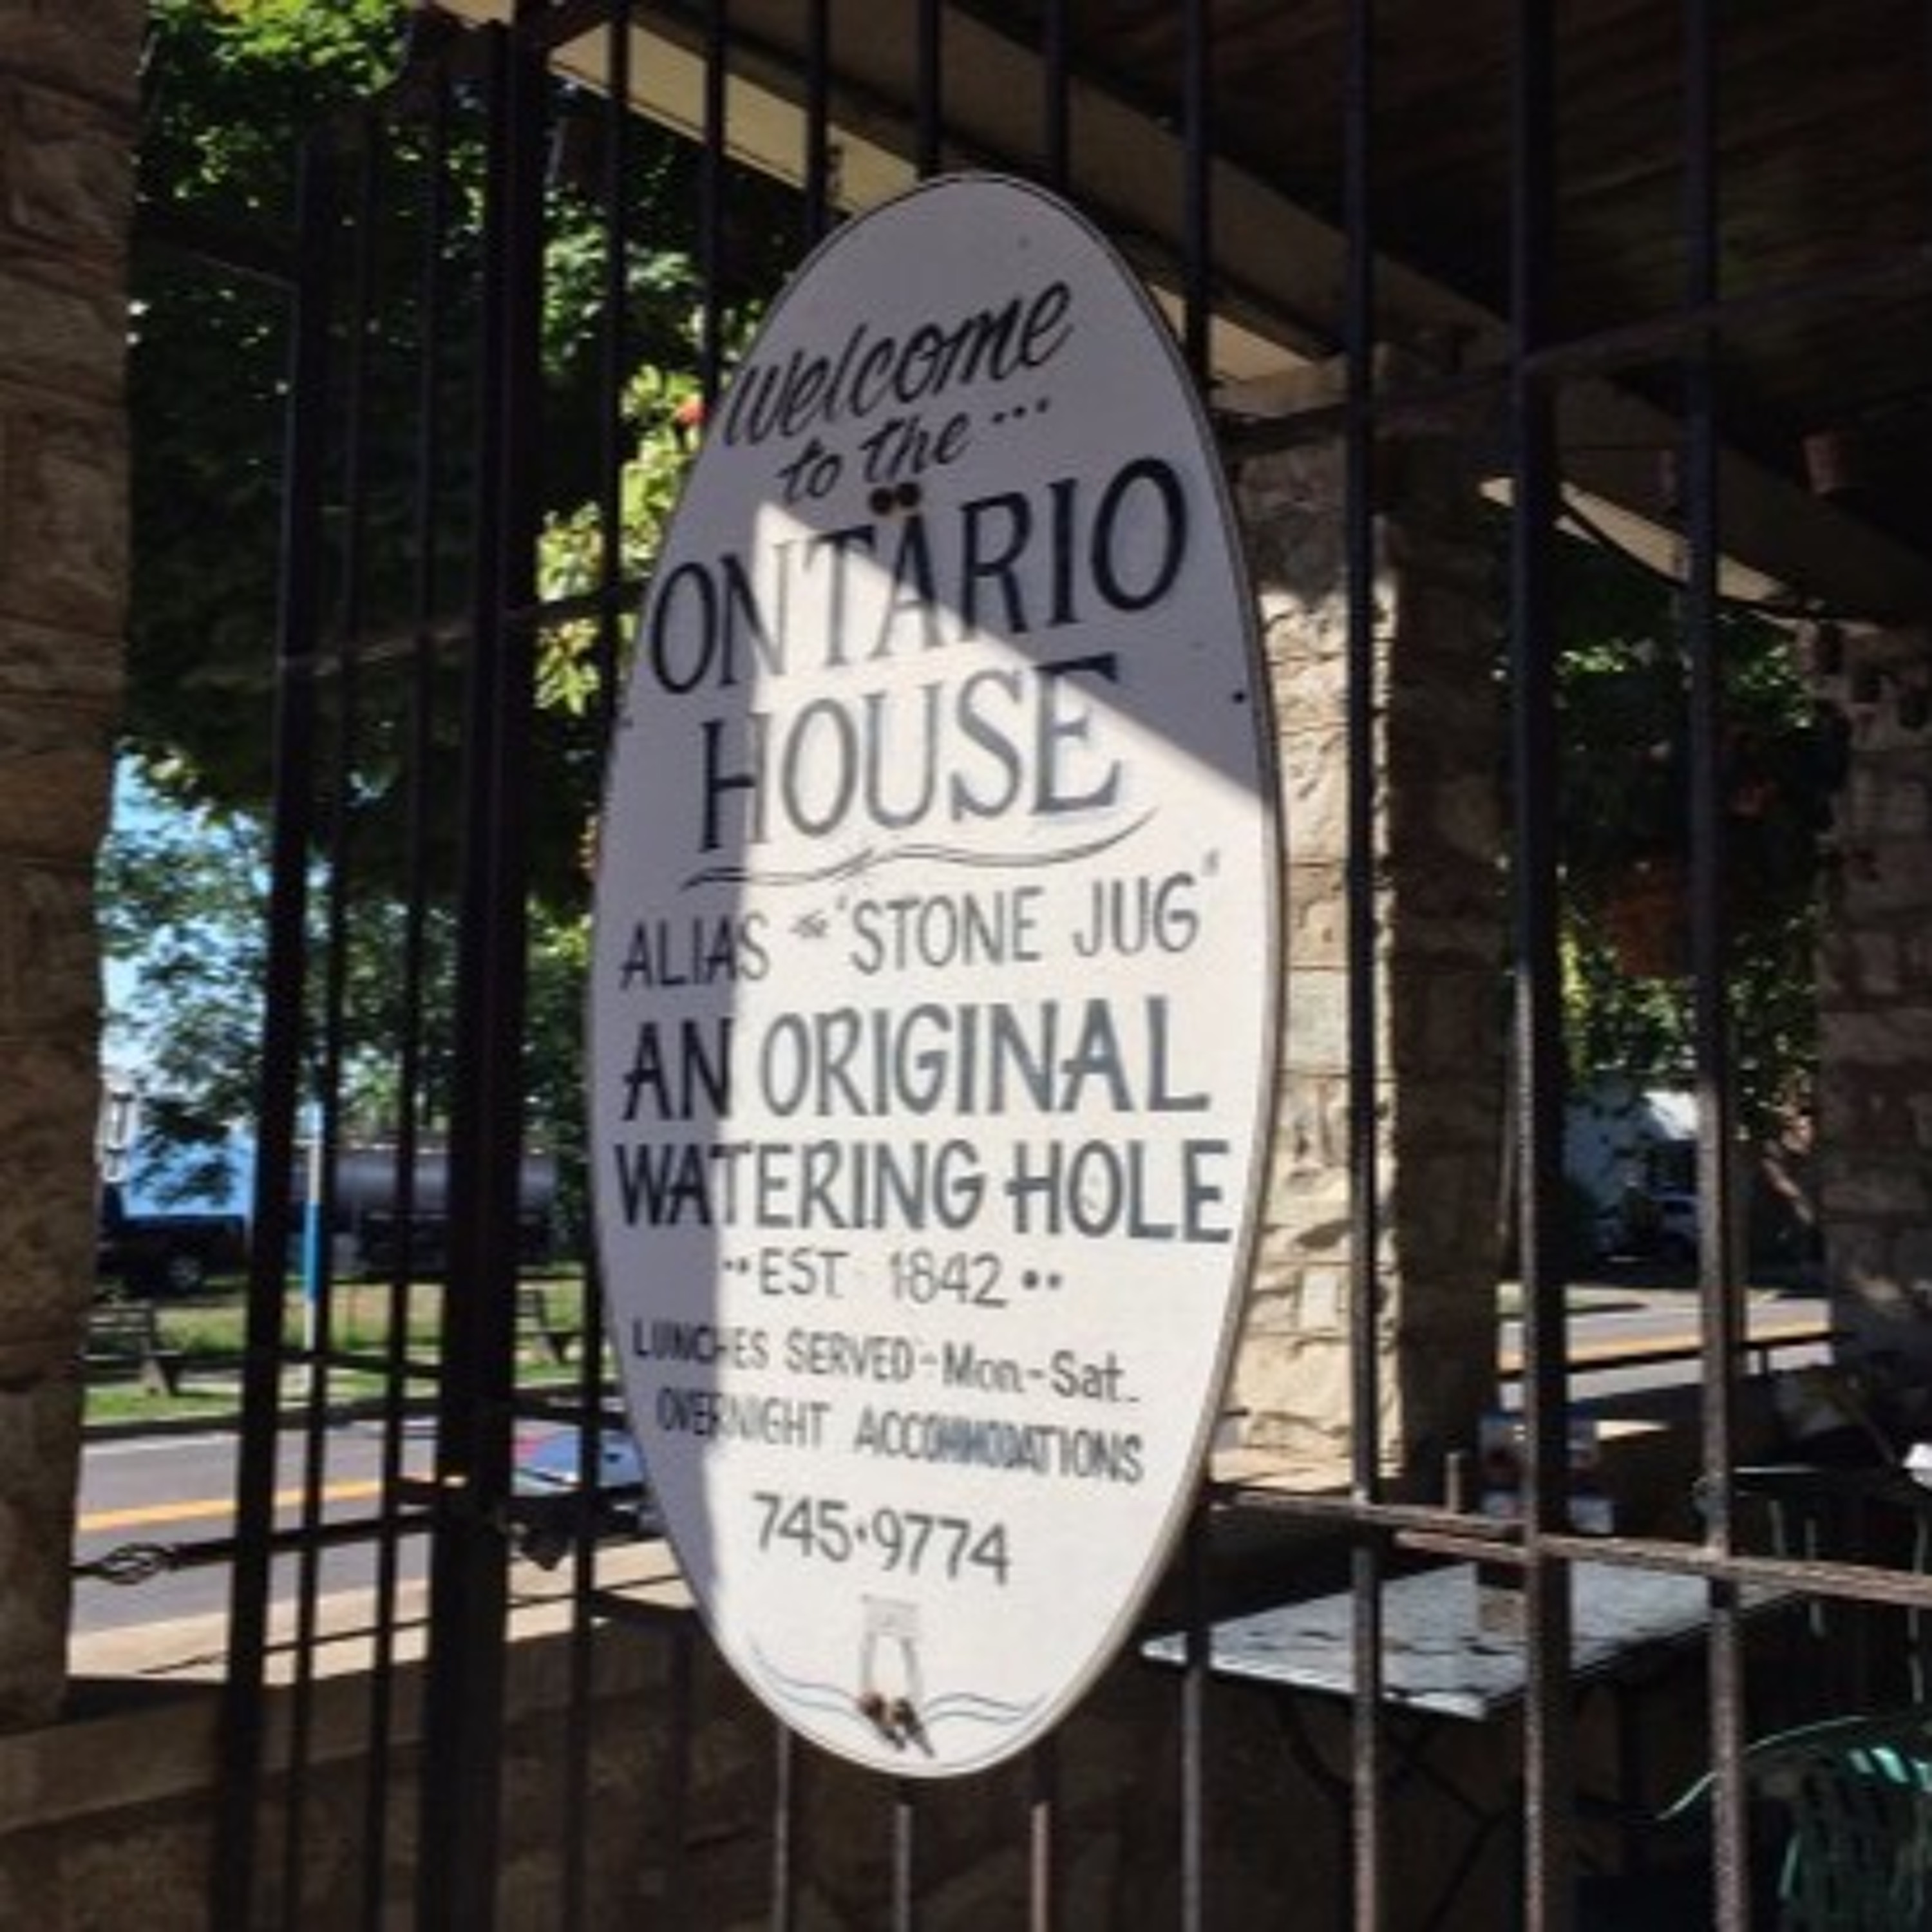 Welcome
to the ...
ONTARIO
HOUSE
ALIAS "STONE JUG"
AN ORIGINAL
WATERING HOLE
··EST 1842··
LUNCHES SERVED-Mon.-Sat.
OVERNIGHT ACCOMMODATIONS
745·9774